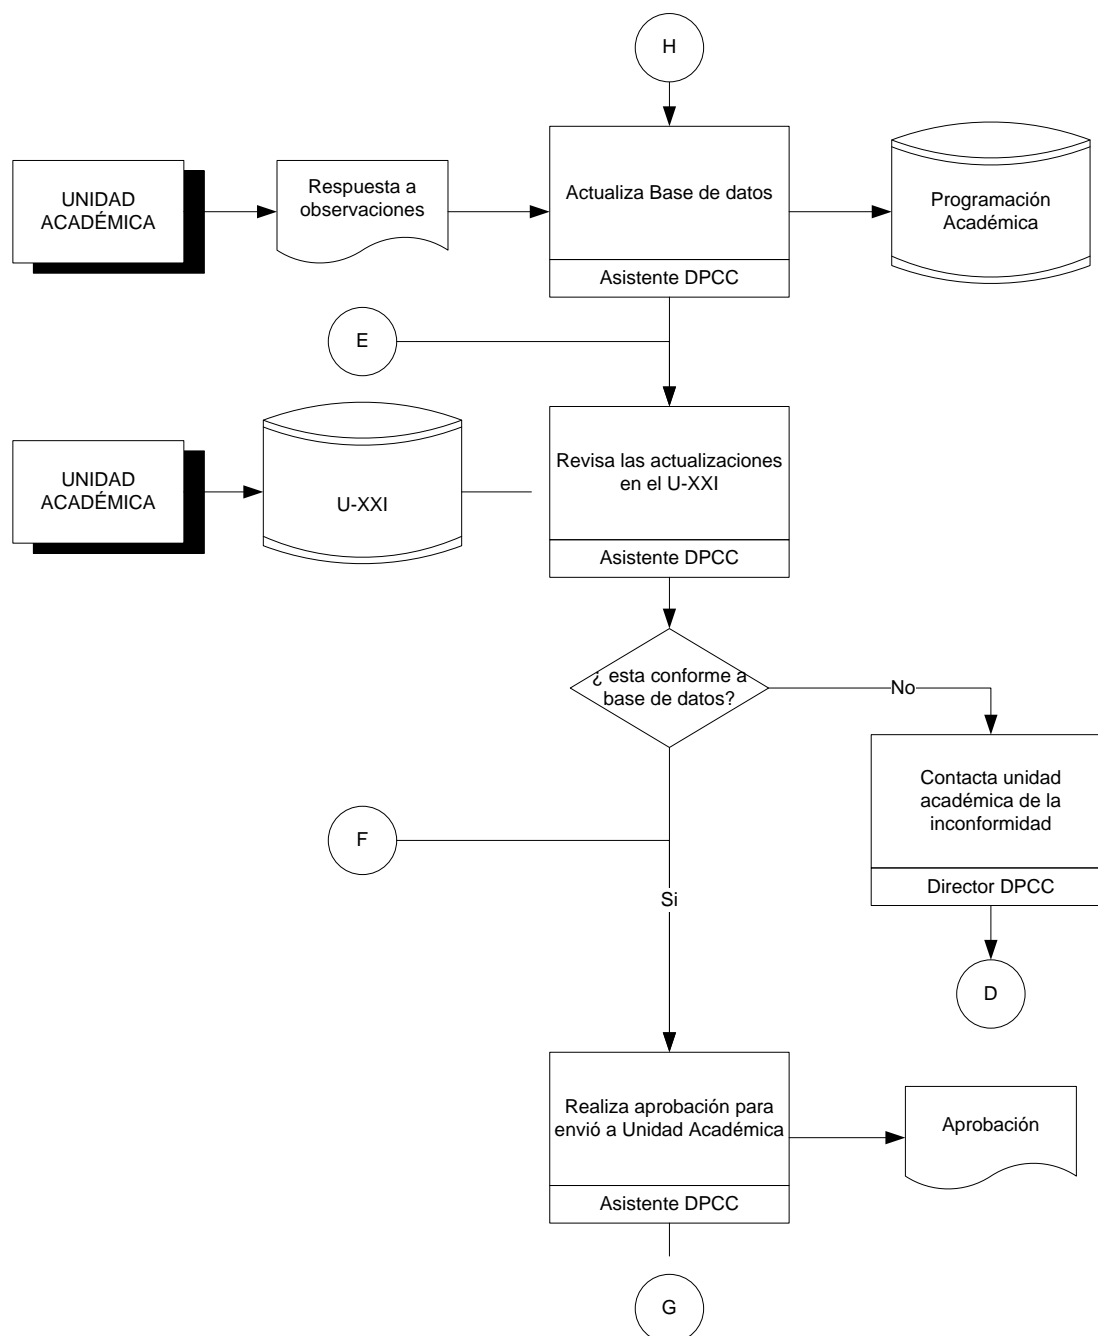 H
UNIDAD
ACADÉMICA
Respuesta a
observaciones
Actualiza Base de datos
Asistente DPCC
Programación
Académica
E
UNIDAD
ACADÉMICA
U-XXI
Revisa las actualizaciones
en el U-XXI
Asistente DPCC
¿ esta conforme a
base de datos?
No
Contacta unidad
académica de la
inconformidad
Director DPCC
F
Si
D
Realiza aprobación para
envió a Unidad Académica
Asistente DPCC
Aprobación
G